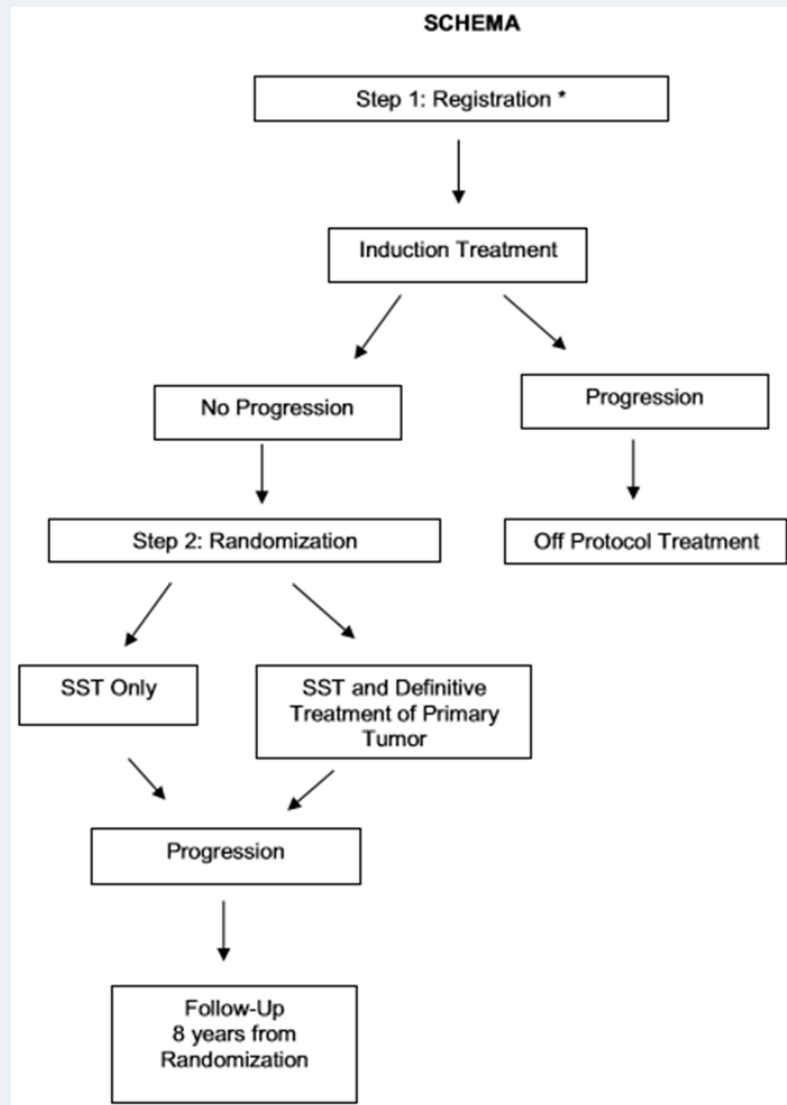 SCHEMA
Step 1: Registration *
Induction Treatment
No Progression
Progression
Step 2: Randomization
Off Protocol Treatment
SST Only
SST and Definitive
Treatment of Primary
Tumor
Progression
Follow-Up
8 years from
Randomization